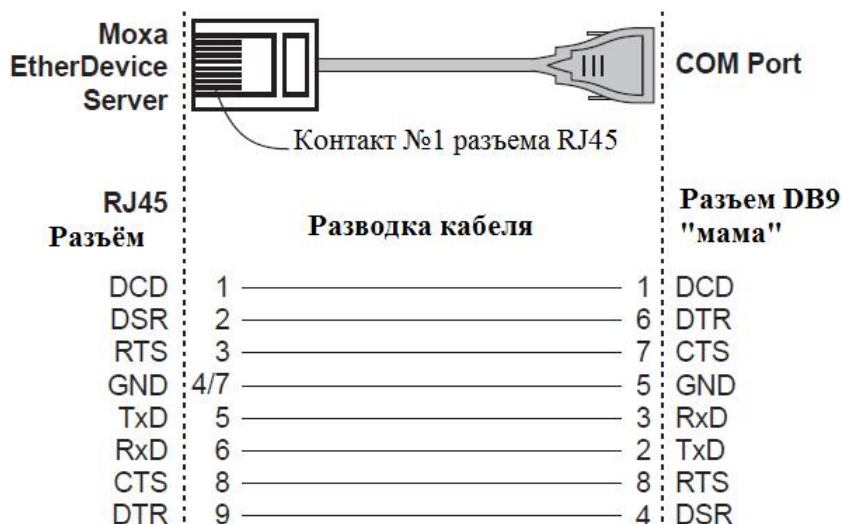 Moxa
EtherDevice
Server
COM Port
Контакт №1 разъема RJ45
RJ45
Разъём
Разводка кабеля
Разъем DB9
"мама"
DCD 1 1 DCD
DSR 2 6 DTR
RTS 3 7 CTS
GND 4/7 5 GND
TxD 5 3 RxD
RxD 6 2 TxD
CTS 8 8 RTS
DTR 9 4 DSR